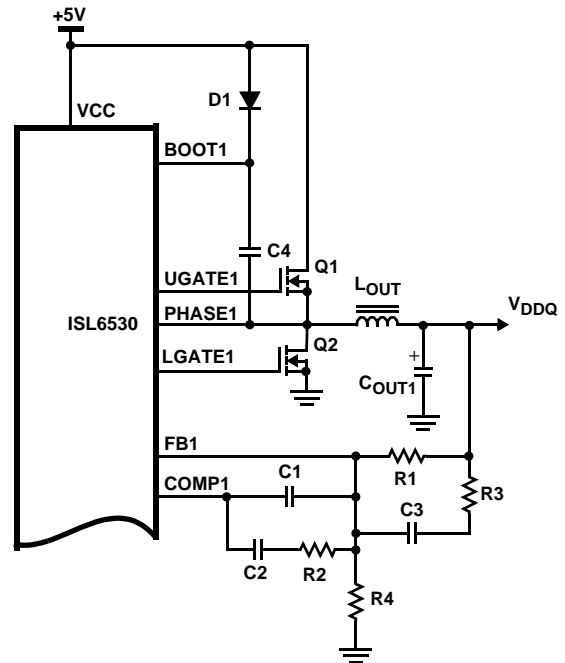 +5V
VCC
D1
BOOT1
C4
UGATE1
Q1
LOUT
VDDQ
ISL6530
PHASE1
LGATE1
Q2
+
COUT1
FB1
R1
COMP1
C1
R3
C3
C2
R2
R4